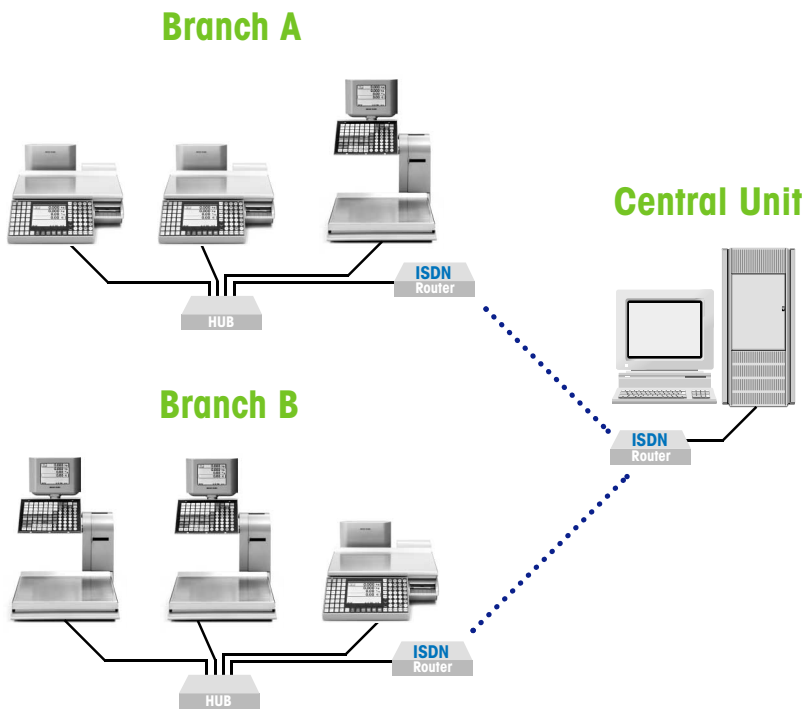 Branch A
Central Unit
ISDN
Router
HUB
Branch B
ISDN
Router
ISDN
Router
HUB